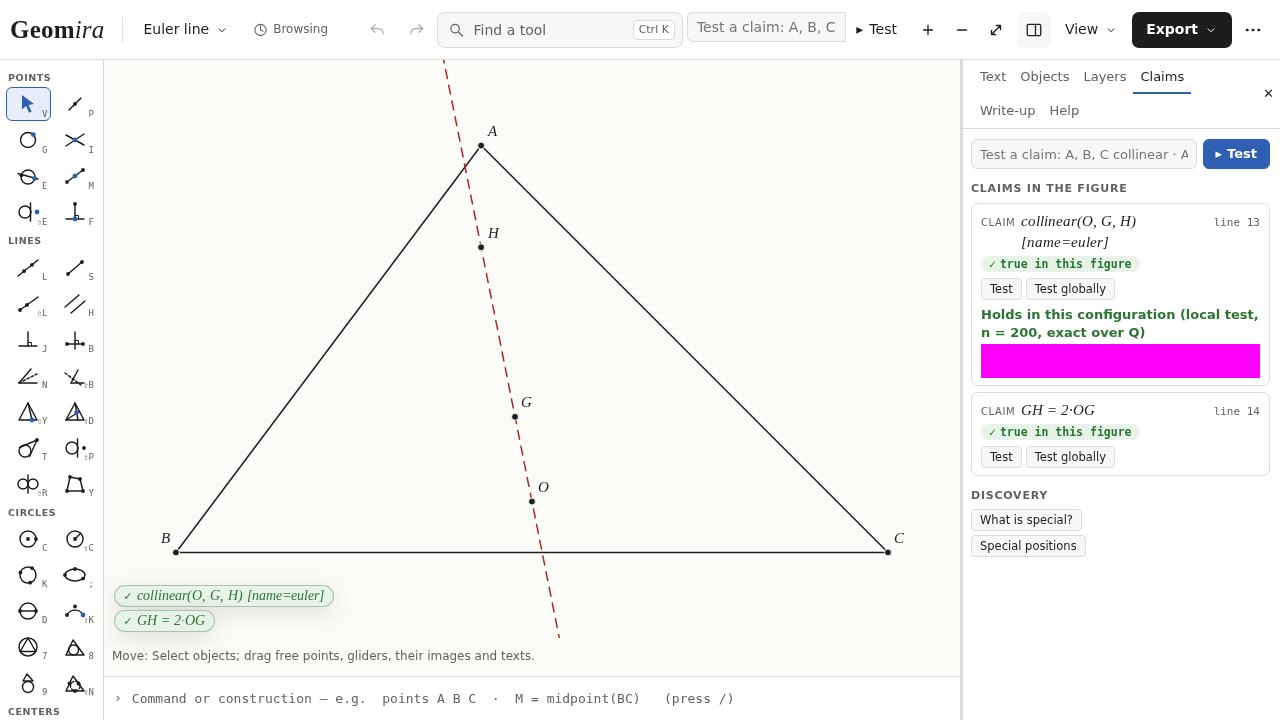 Geomira
Euler line
Browsing
Find a tool
Ctrl K
Test a claim: A, B, C
▸ Test
View
Export
POINTS
V
P
G
I
E
M
⇧E
F
LINES
L
S
⇧L
H
J
B
N
⇧B
⇧Y
⇧D
T
⇧P
⇧R
Y
CIRCLES
C
⇧C
K
;
D
⇧K
7
8
9
⇧N
CENTERS
A
H
G
O
B
C
✓ collinear(O, G, H) [name=euler]
✓ GH = 2·OG
Move: Select objects; drag free points, gliders, their images and texts.
› Command or construction — e.g. points A B C · M = midpoint(BC) (press /)
Text Objects Layers Claims
Write-up Help
✕
Test a claim: A, B, C collinear · A
▸ Test
CLAIMS IN THE FIGURE
CLAIM collinear(O, G, H) line 13
[name=euler]
✓ true in this figure
Test Test globally
Holds in this configuration (local test,
n = 200, exact over Q)
CLAIM GH = 2·OG line 14
✓ true in this figure
Test Test globally
DISCOVERY
What is special?
Special positions